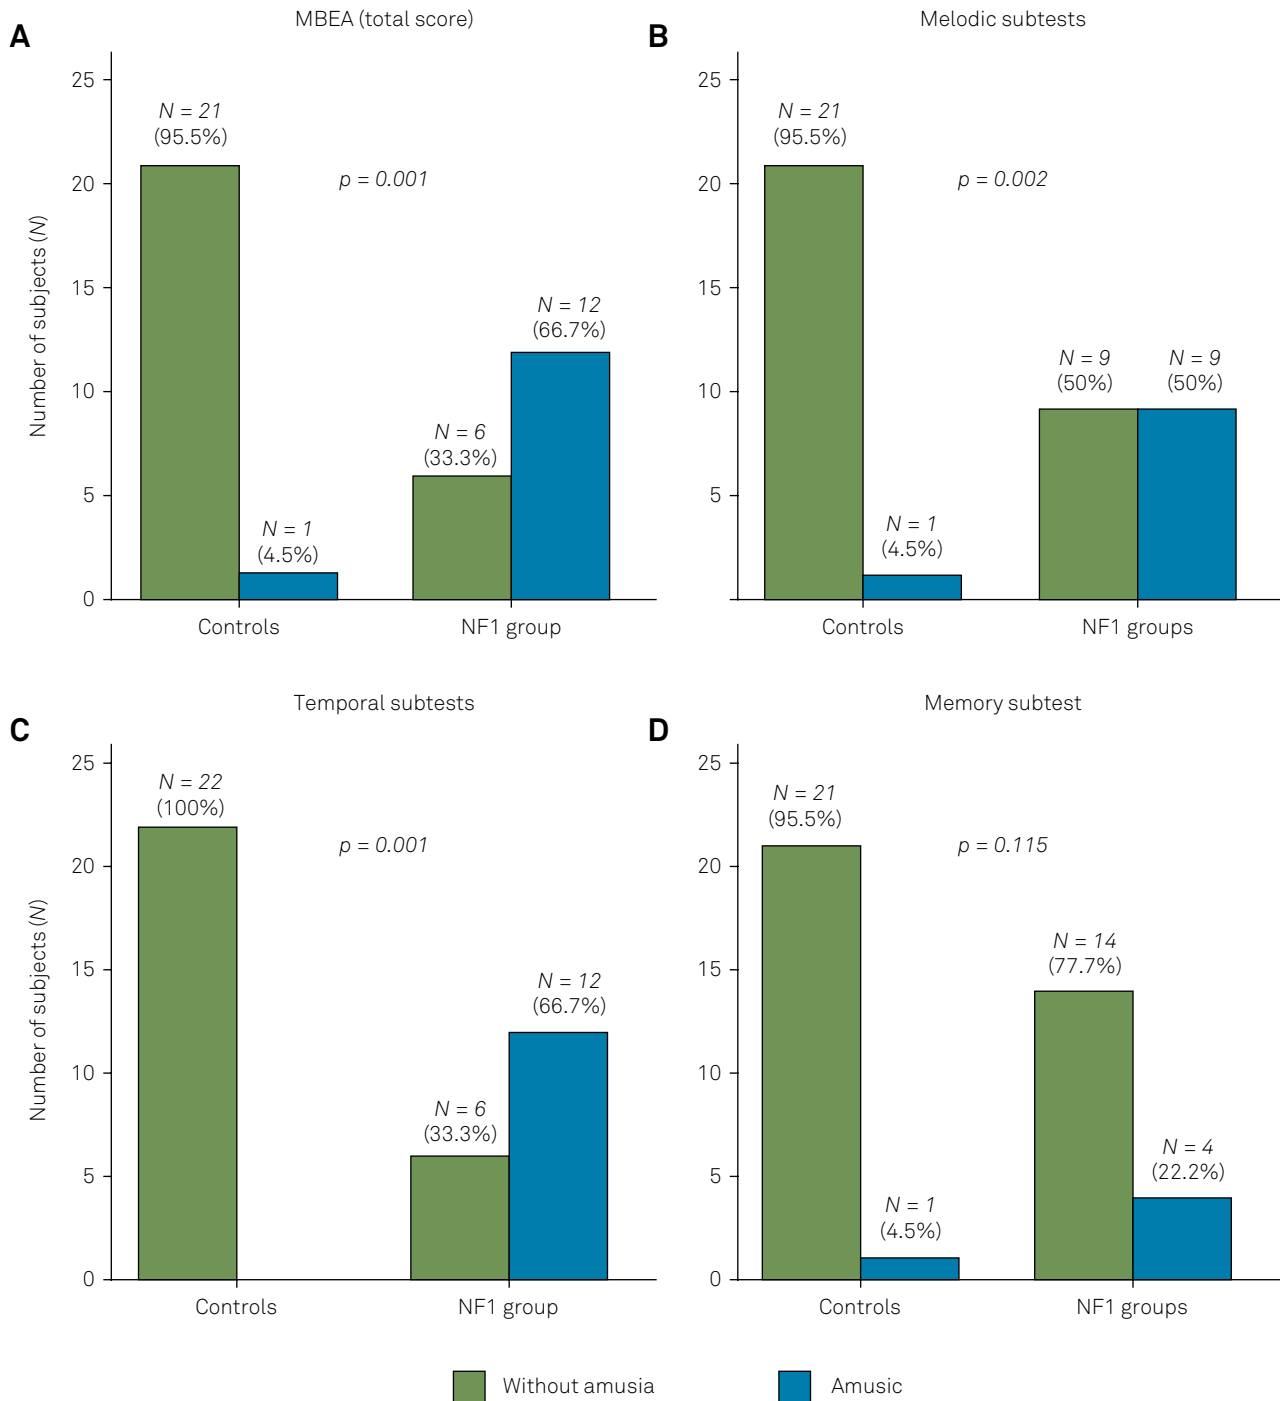 MBEA (total score)
A
25
20
15
10
5
0
Number of subjects (N)
N = 21
(95.5%)
p = 0.001
N = 1
(4.5%)
N = 6
(33.3%)
N = 12
(66.7%)
Controls
NF1 group
Melodic subtests
B
25
20
15
10
5
N = 21
(95.5%)
p = 0.002
N = 1
(4.5%)
N = 9
(50%)
N = 9
(50%)
Controls
NF1 groups
Temporal subtests
C
25
20
15
10
5
0
Number of subjects (N)
N = 22
(100%)
p = 0.001
N = 6
(33.3%)
N = 12
(66.7%)
Controls
NF1 group
Memory subtest
D
25
20
15
10
5
0
N = 21
(95.5%)
p = 0.115
N = 1
(4.5%)
N = 14
(77.7%)
N = 4
(22.2%)
Controls
NF1 groups
Without amusia
Amusic